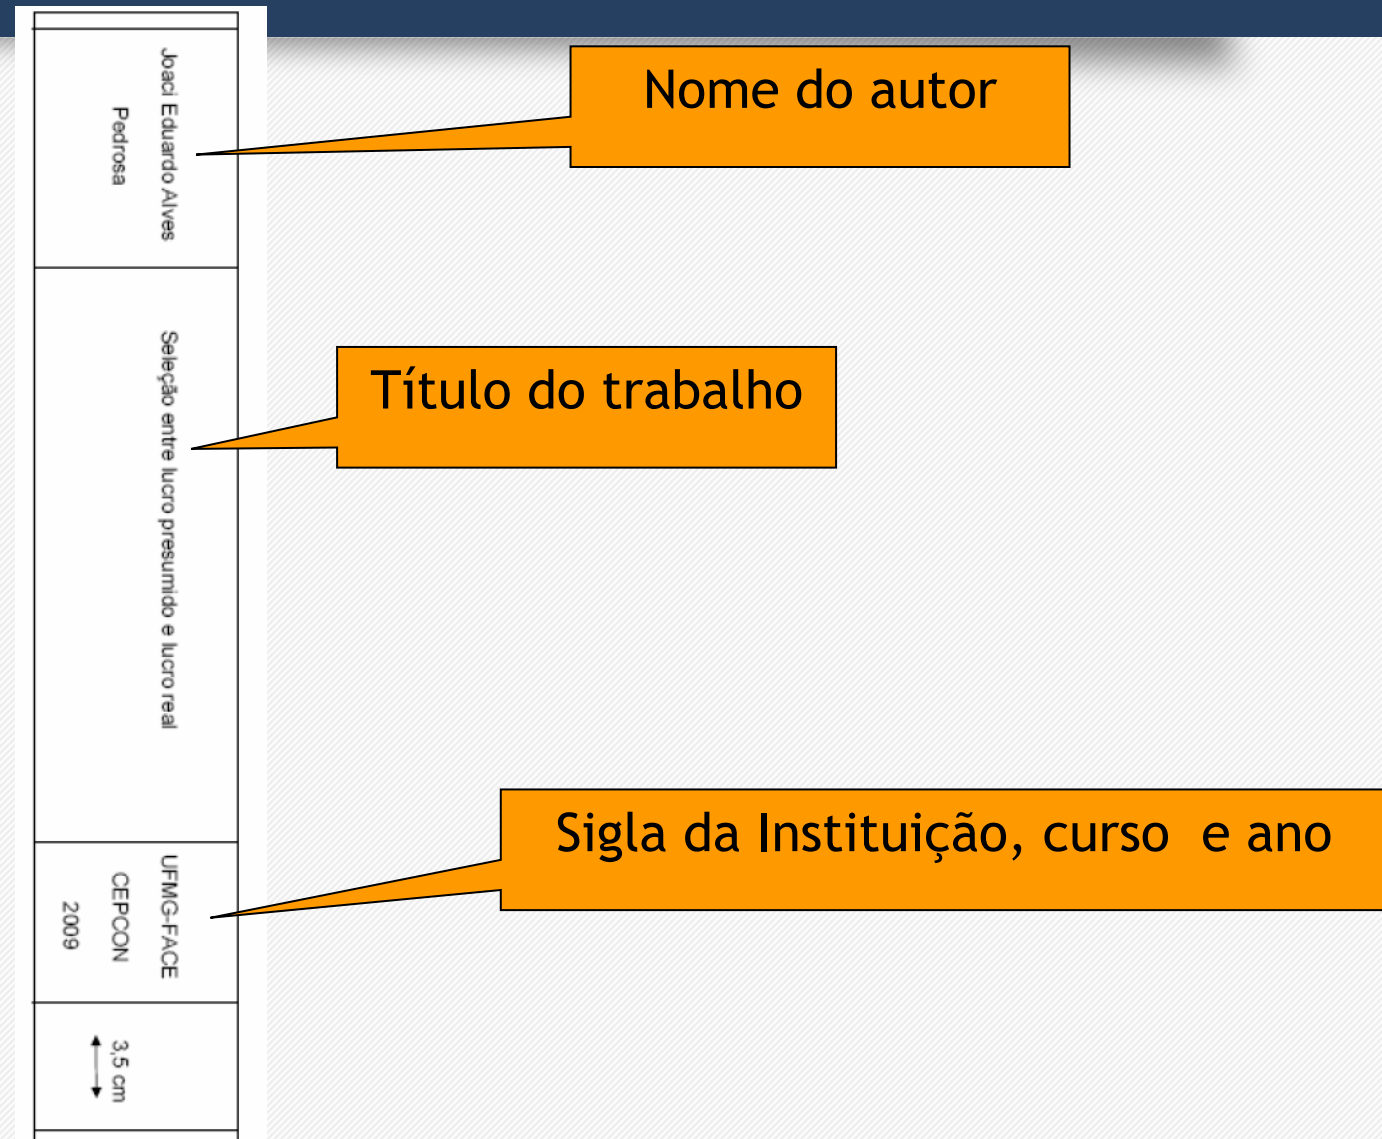 Joaci Eduardo Alves
Pedrosa
Nome do autor
Seleção entre lucro presumido e lucro real
Título do trabalho
UFMG-FACE
CEPCON
2009
Sigla da Instituição, curso e ano
3,5 cm